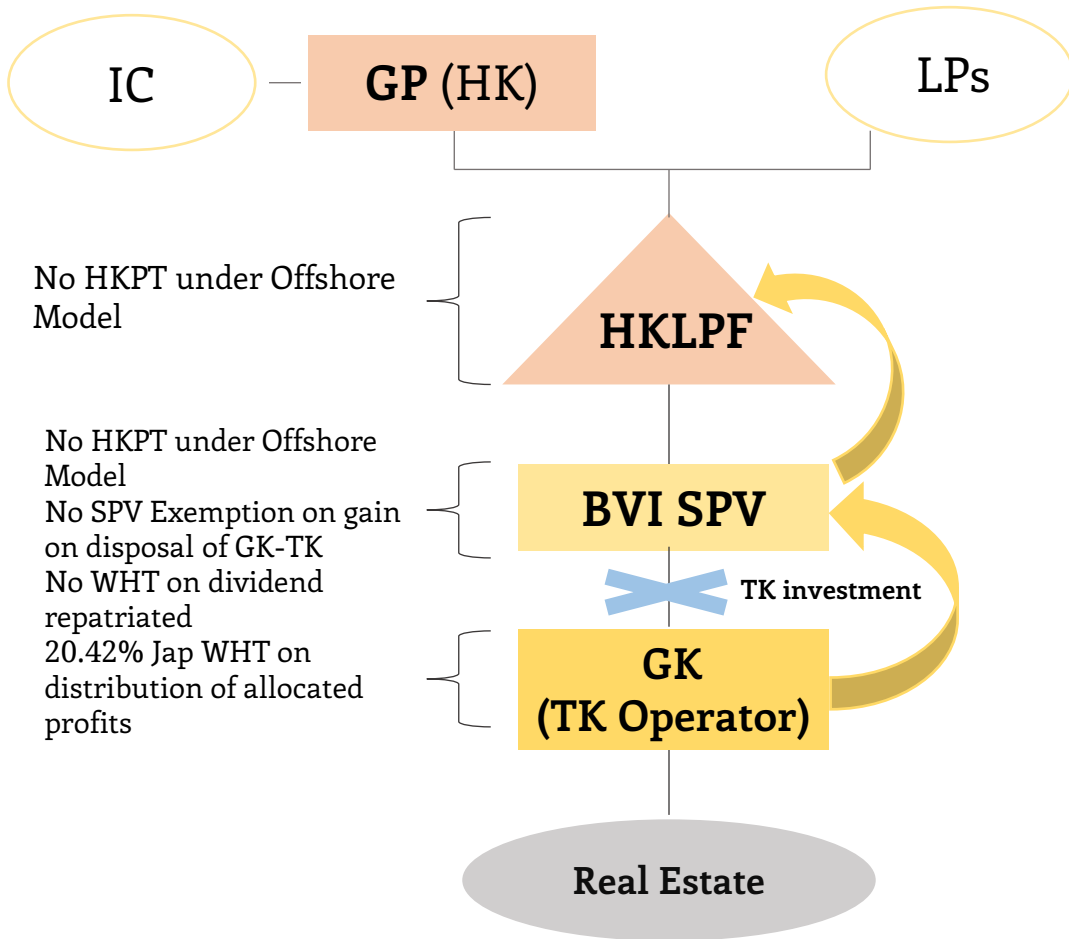 IC
GP (HK)
LPs
No HKPT under Offshore
Model
HKLPF
No HKPT under Offshore
Model
No SPV Exemption on gain
on disposal of GK-TK
No WHT on dividend
repatriated
20.42% Jap WHT on
distribution of allocated
profits
BVI SPV
TK investment
GK
(TK Operator)
Real Estate